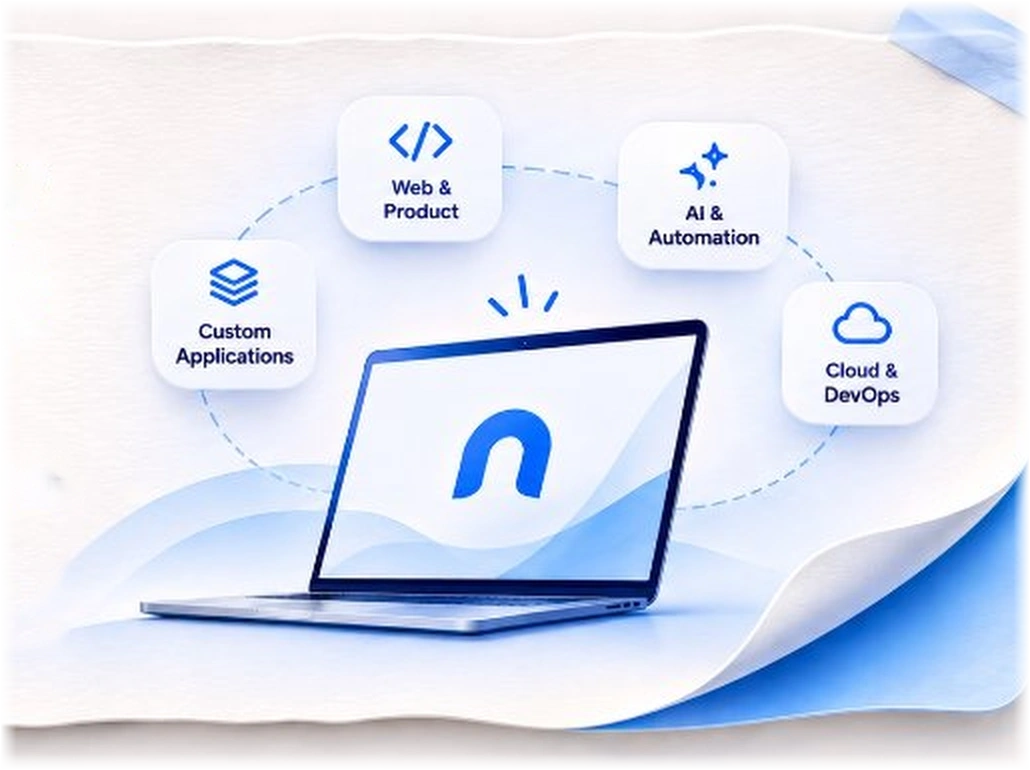 Web &
Product
AI &
Automation
Custom
Applications
Cloud &
DevOps
n